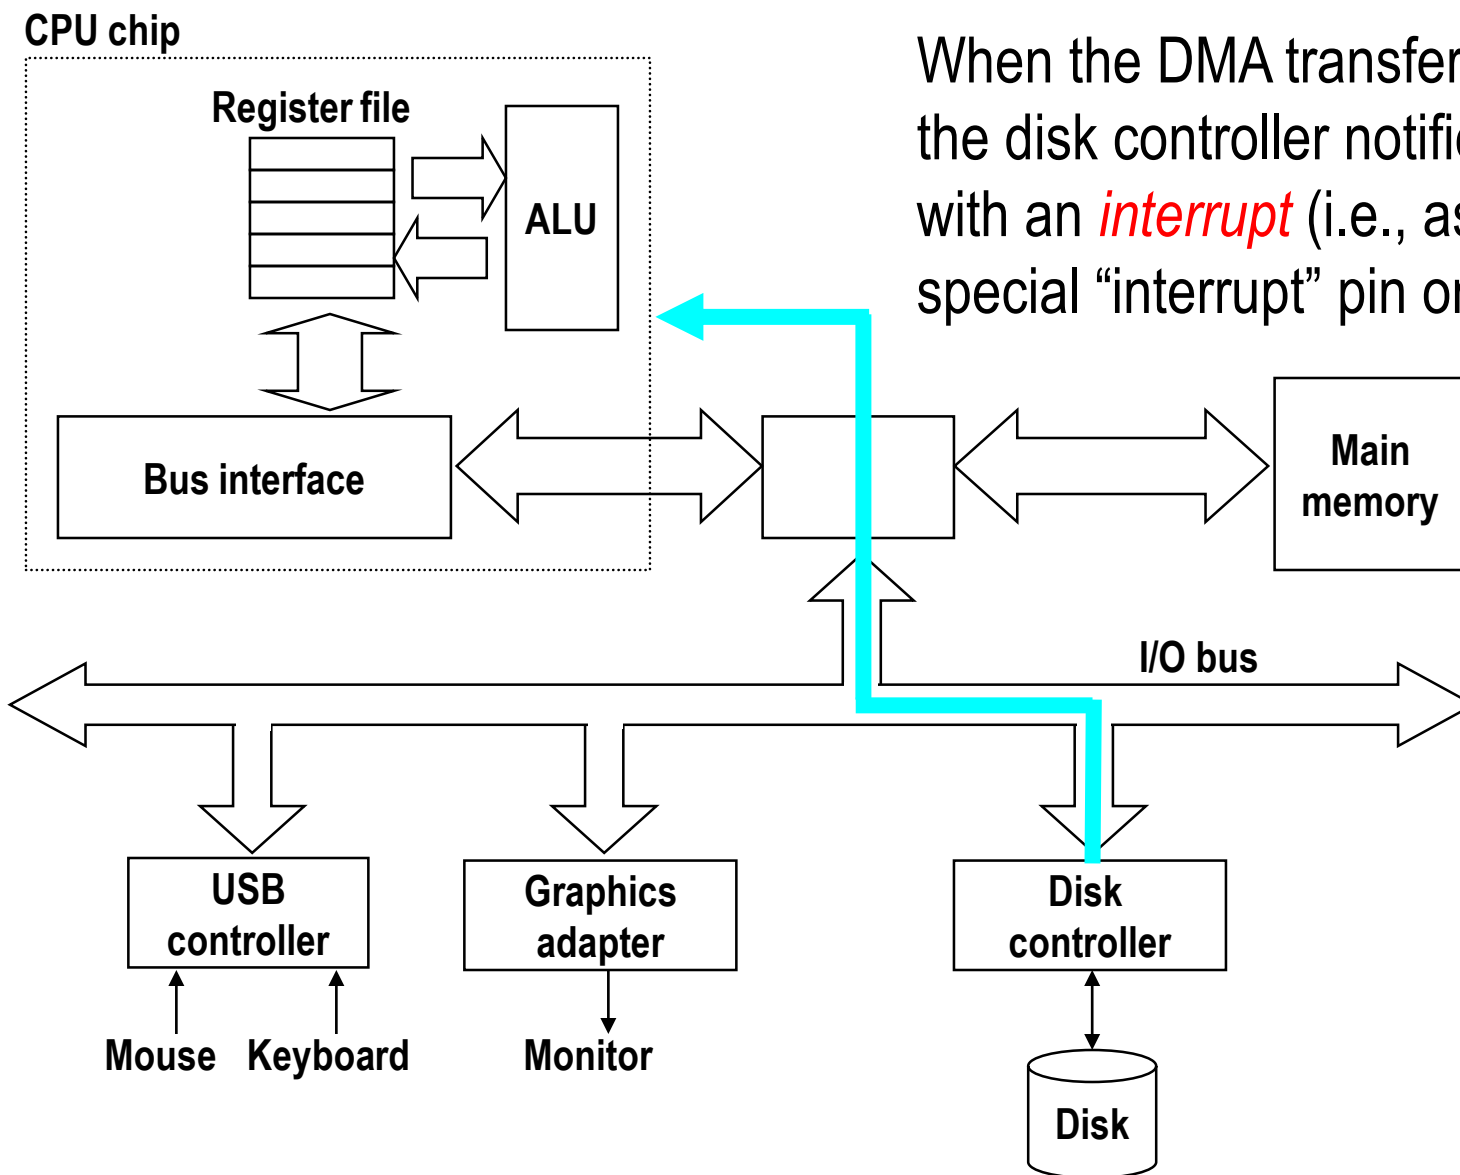 CPU chip
When the DMA transfer
the disk controller notifi
with an interrupt (i.e., as
special “interrupt” pin or
Register file
ALU
Bus interface
Main
memory
I/O bus
USB
controller
Graphics
adapter
Disk
controller
Mouse Keyboard
Monitor
Disk